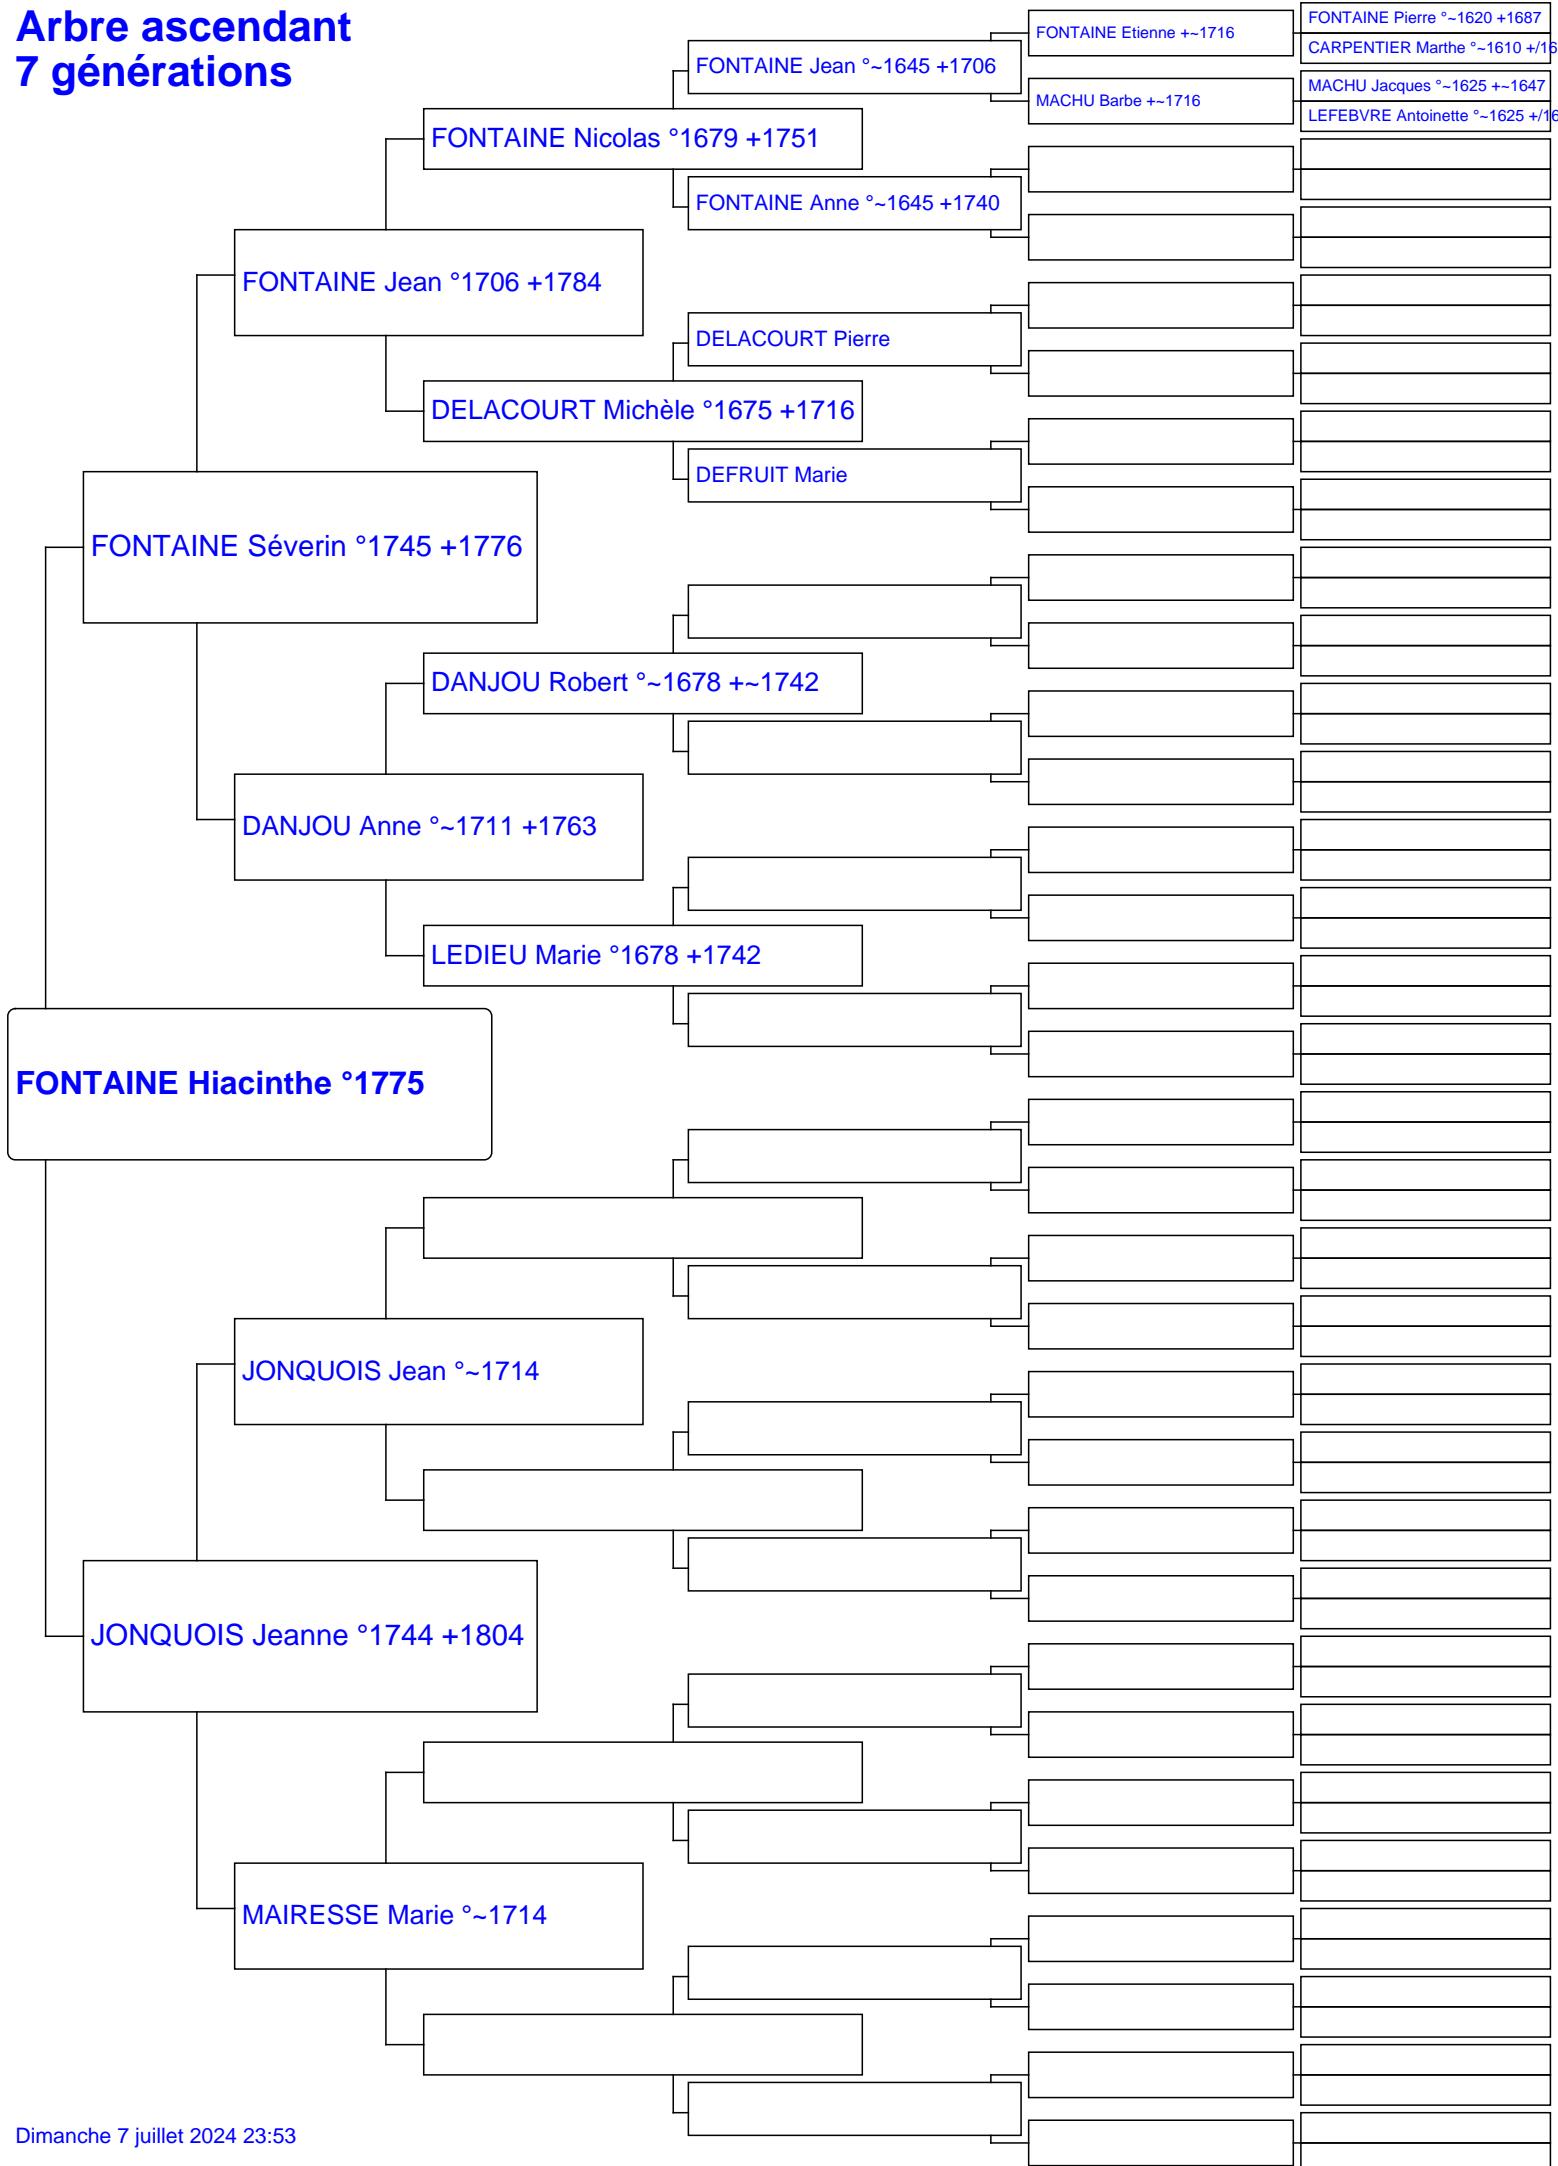 Arbre ascendant
7 générations
FONTAINE Hiacinthe °1775
FONTAINE Séverin °1745 +1776
JONQUOIS Jeanne °1744 +1804
FONTAINE Jean °1706 +1784
DANJOU Anne °~1711 +1763
JONQUOIS Jean °~1714
MAIRESSE Marie °~1714
FONTAINE Nicolas °1679 +1751
DELACOURT Michèle °1675 +1716
DANJOU Robert °~1678 +~1742
LEDIEU Marie °1678 +1742
FONTAINE Jean °~1645 +1706
FONTAINE Anne °~1645 +1740
DELACOURT Pierre
DEFRUIT Marie
FONTAINE Etienne +~1716
MACHU Barbe +~1716
FONTAINE Pierre °~1620 +1687
CARPENTIER Marthe °~1610 +/16
MACHU Jacques °~1625 +~1647
LEFEBVRE Antoinette °~1625 +/16
Dimanche 7 juillet 2024 23:53